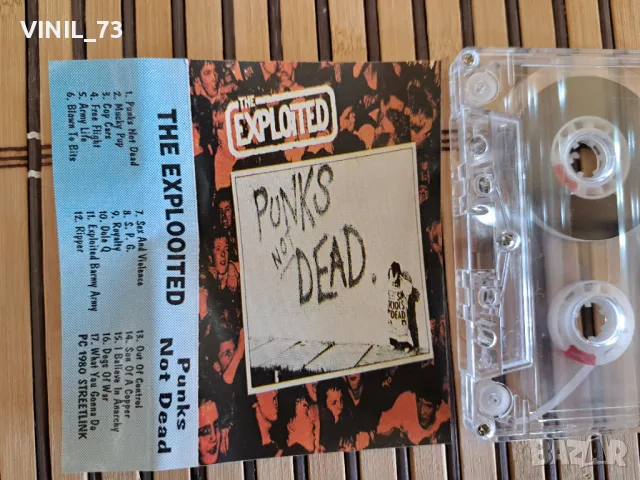 VINIL_73
THE EXPLOOITED
Punks
Not Dead
1. Punks Not Dead
2. Mucky Pup
3. Cop Cars
4. Free Flight
5. Army Life
6. Blown To Bits
7. Sex And Violence
8. S. P. G.
9. Royalty
10. Dole Q
11. Exploited Barmy Army
12. Ripper
13. Out Of Control
14. Son Of A Copper
15. I Believe In Anarchy
16. Dogs Of War
17. What You Gonna Do
PC 1980 STREETLINK
THE
EXPLOITED
PUNKS
NOT
DEAD.
BAZAR